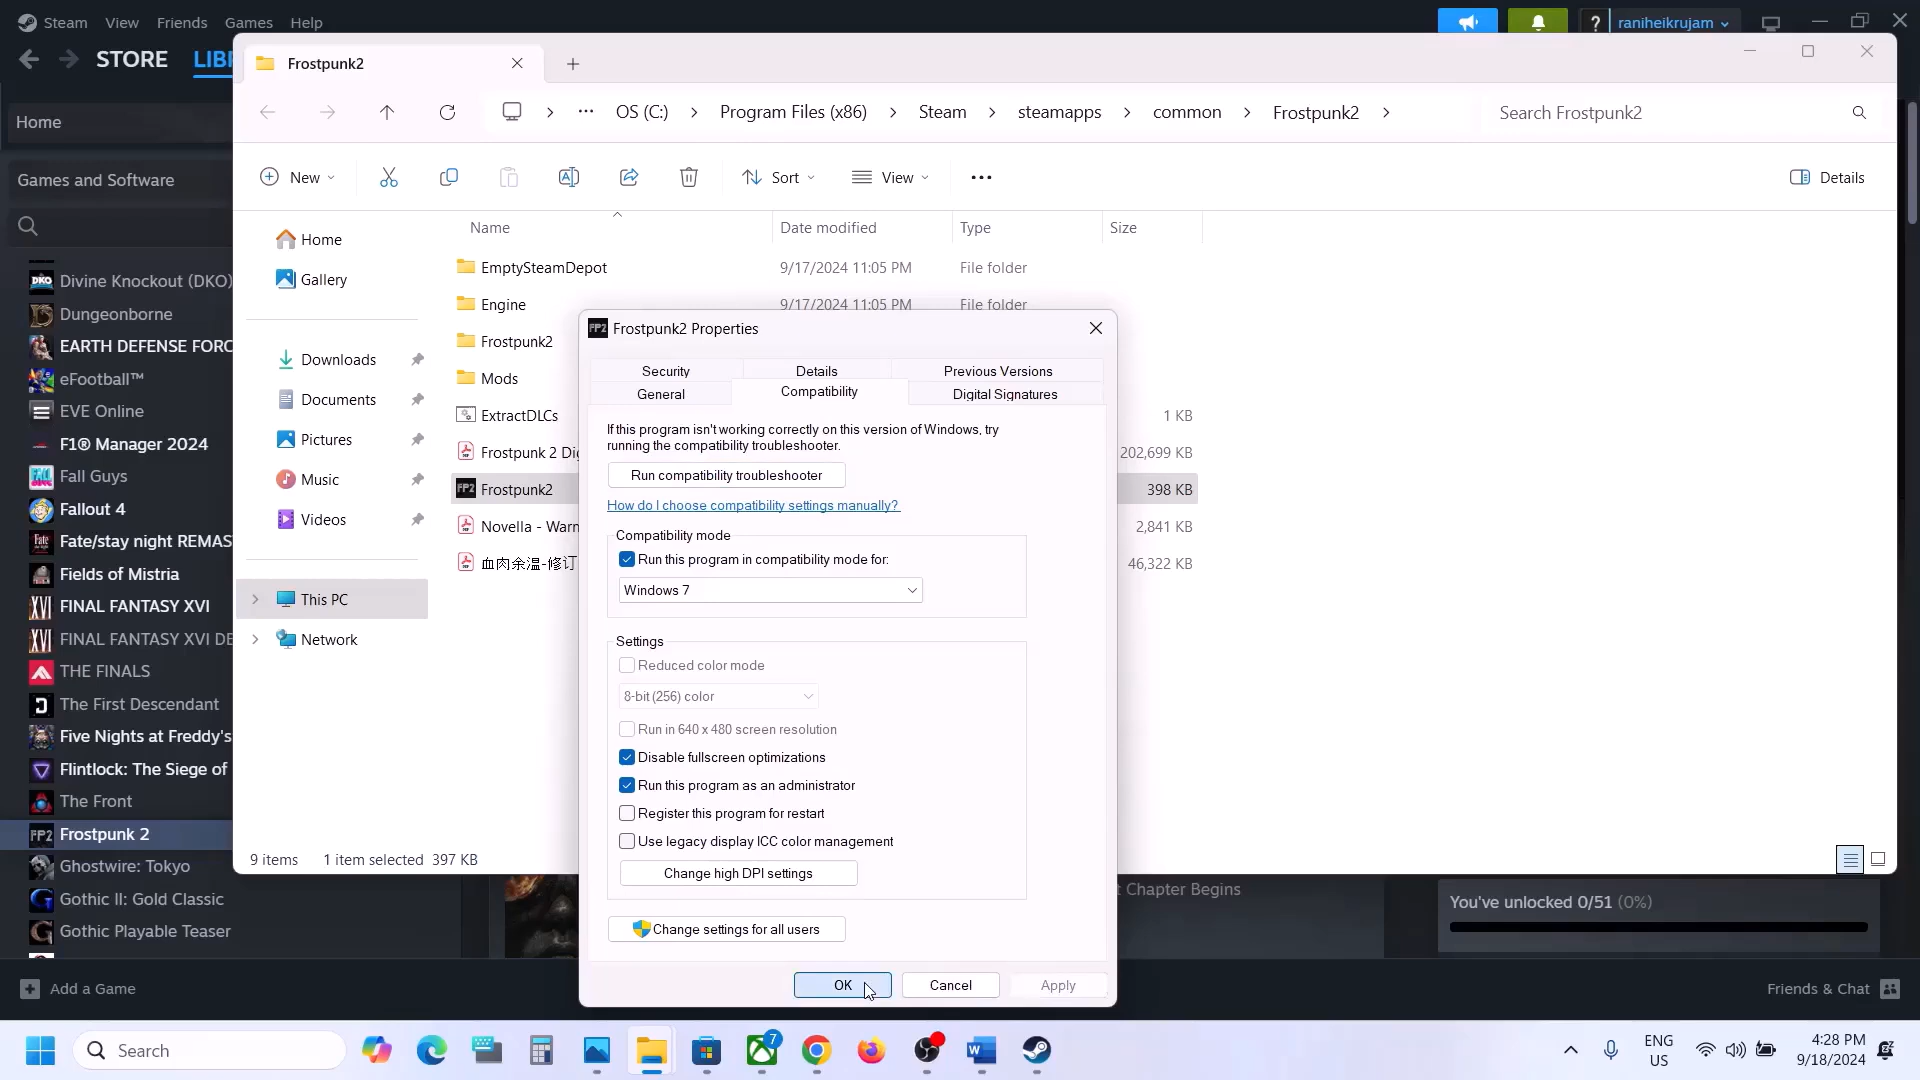 Steam View Friends Games Help
raniheikrujam
STORE LIB
Frostpunk2
OS (C:) Program Files (x86) Steam steamapps common Frostpunk2
Search Frostpunk2
Home
Games and Software
New Sort View Details
Name Date modified Type Size
Home
Gallery
Downloads
Documents
Pictures
Music
Videos
This PC
Network
EmptySteamDepot 9/17/2024 11:05 PM File folder
Engine 9/17/2024 11:05 PM File folder
Frostpunk2
Mods
ExtractDLCs 1 KB
Frostpunk 2 Di 202,699 KB
Frostpunk2 398 KB
Novella - Warn 2,841 KB
血肉余温-修订 46,322 KB
9 items 1 item selected 397 KB
Divine Knockout (DKO)
Dungeonborne
EARTH DEFENSE FORC
eFootball™
EVE Online
F1® Manager 2024
Fall Guys
Fallout 4
Fate/stay night REMAS
Fields of Mistria
FINAL FANTASY XVI
FINAL FANTASY XVI DE
THE FINALS
The First Descendant
Five Nights at Freddy's
Flintlock: The Siege of
The Front
Frostpunk 2
Ghostwire: Tokyo
Gothic II: Gold Classic
Gothic Playable Teaser
Add a Game
Frostpunk2 Properties
Security Details Previous Versions
General Compatibility Digital Signatures
If this program isn't working correctly on this version of Windows, try
running the compatibility troubleshooter.
Run compatibility troubleshooter
How do I choose compatibility settings manually?
Compatibility mode
Run this program in compatibility mode for:
Windows 7
Settings
Reduced color mode
8-bit (256) color
Run in 640 x 480 screen resolution
Disable fullscreen optimizations
Run this program as an administrator
Register this program for restart
Use legacy display ICC color management
Change high DPI settings
Change settings for all users
OK Cancel Apply
t Chapter Begins
You've unlocked 0/51 (0%)
Friends & Chat
Search
7
ENG
US
4:28 PM
9/18/2024